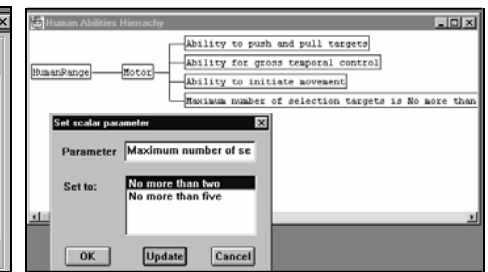 Human Abilities Hierarchy
Ability to push and pull targets
Ability for gross temporal control
HumanRange
Motor
Ability to initiate movement
Maximum number of selection targets is No more than
Set scalar parameter
Parameter
Maximum number of se
Set to:
No more than two
No more than five
OK
Update
Cancel